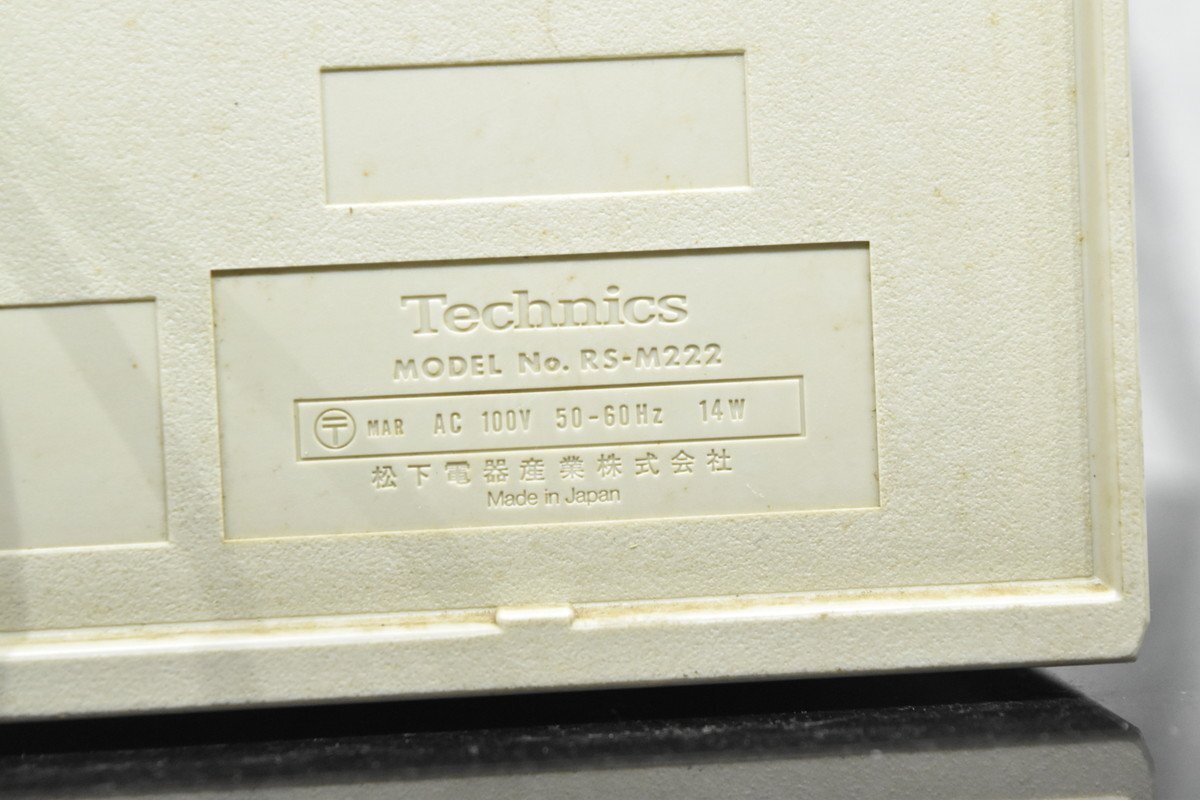 Technics
MODEL No. RS-M222
〒 MAR AC 100V 50-60Hz 14W
松下電器産業株式会社
Made in Japan